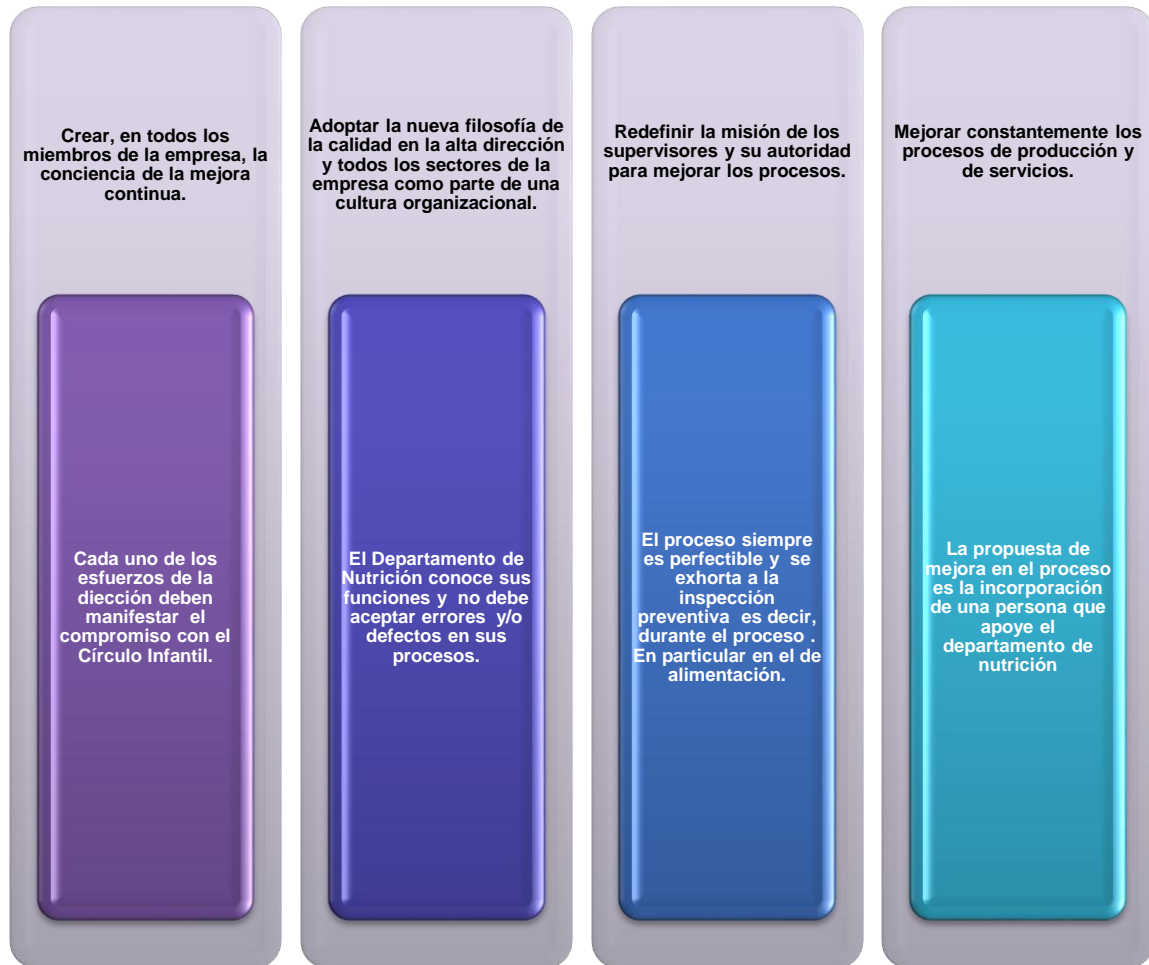 Crear, en todos los
miembros de la empresa, la
conciencia de la mejora
continua.
Cada uno de los
esfuerzos de la
diección deben
manifestar el
compromiso con el
Círculo Infantil.
Adoptar la nueva filosofía de
la calidad en la alta dirección
y todos los sectores de la
empresa como parte de una
cultura organizacional.
El Departamento de
Nutrición conoce sus
funciones y no debe
aceptar errores y/o
defectos en sus
procesos.
Redefinir la misión de los
supervisores y su autoridad
para mejorar los procesos.
El proceso siempre
es perfectible y se
exhorta a la
inspección
preventiva es decir,
durante el proceso .
En particular en el de
alimentación.
Mejorar constantemente los
procesos de producción y
de servicios.
La propuesta de
mejora en el proceso
es la incorporación
de una persona que
apoye el
departamento de
nutrición